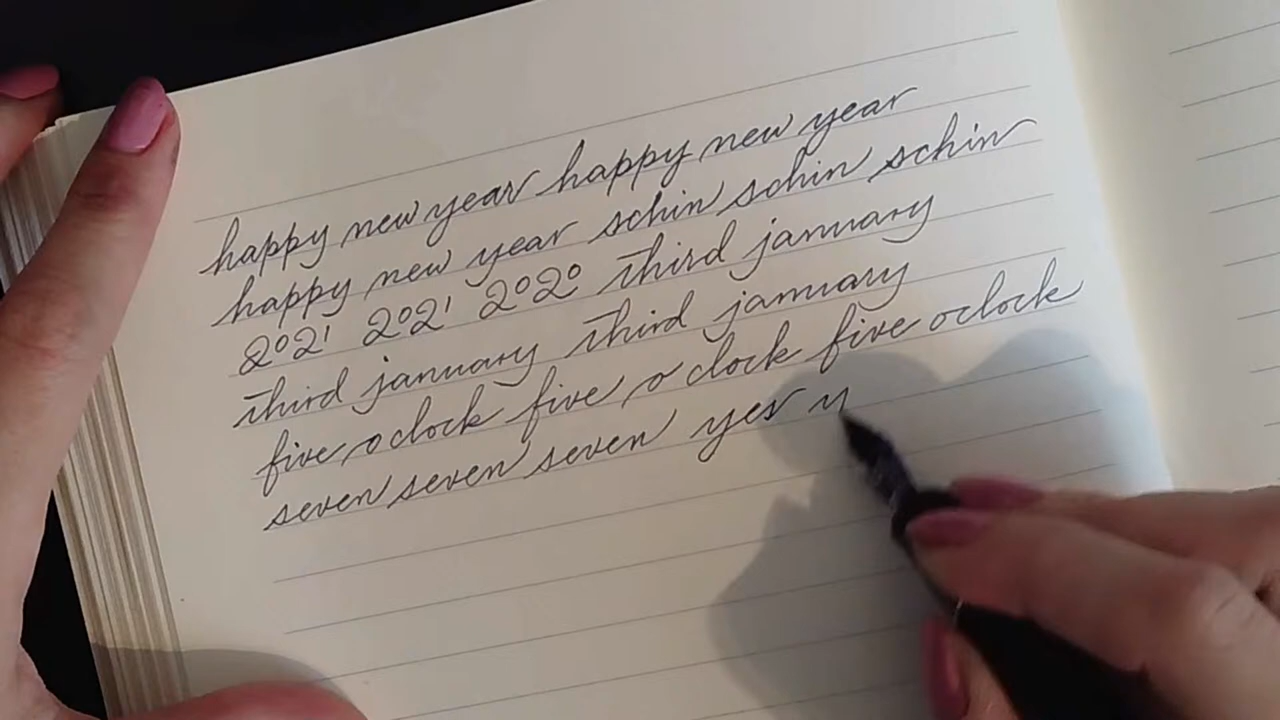 happy new year happy new year
happy new year schin schin schin
2021 2021 2020 third january
third january third january
five o clock five o clock five oclock
seven seven seven yes y